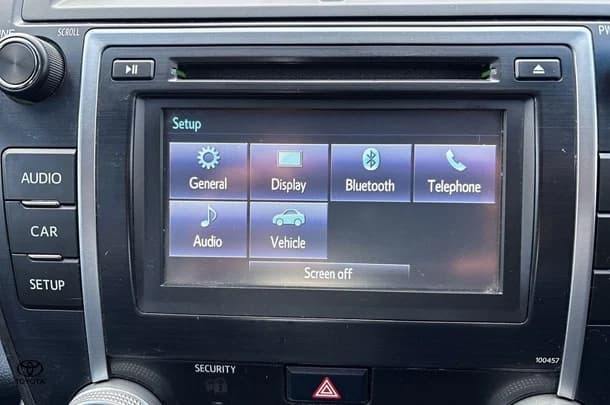 SCROLL
AUDIO
CAR
SETUP
Setup
General
Display
Bluetooth
Telephone
Audio
Vehicle
Screen off
100457
SECURITY
TOYOTA